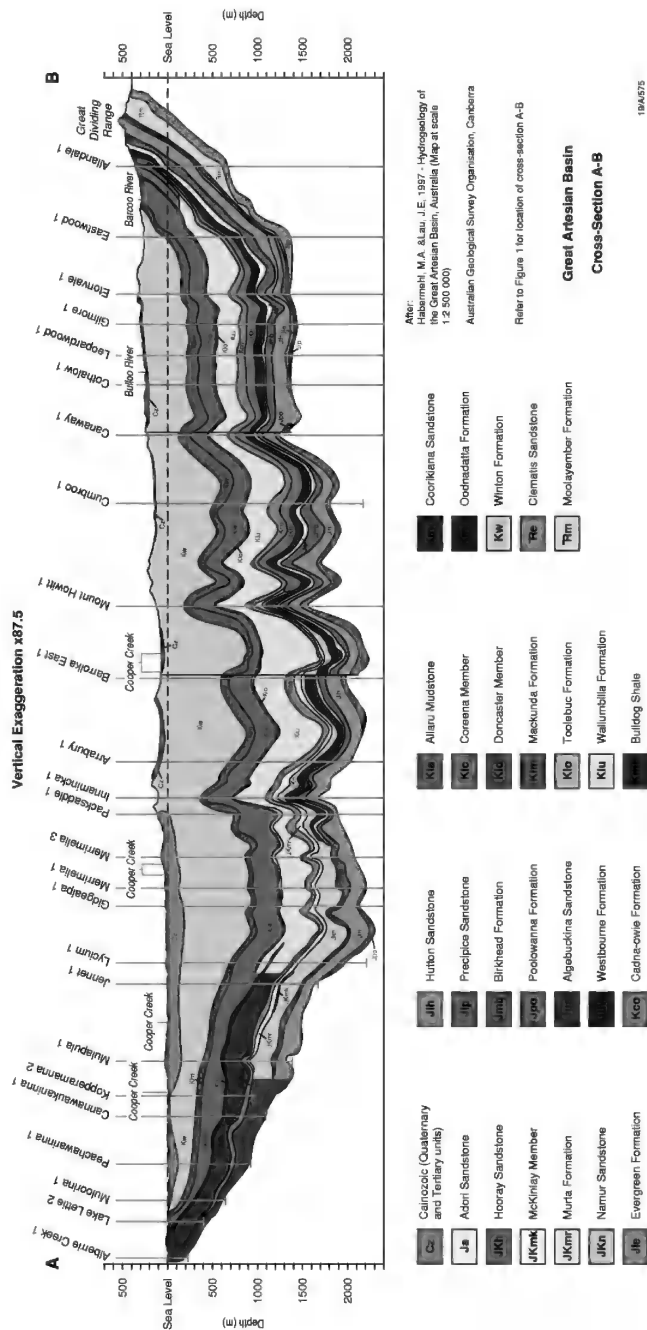 Vertical Exaggeration x87.5
A
B
Alberrie Creek 1
Lake Lettie 2
Muloorina 1
Peachawarinna 1
Cannawaukaninna 1
Kopperamanna 2
Mulapula 1
Jennet 1
Lycium 1
Gidgealpa 1
Merrimelia 1
Merrimelia 3
Packsaddle 1
Innamincka 1
Arrabury 1
Barrolka East 1
Mount Howitt 1
Cumbroo 1
Canaway 1
Cothalow 1
Leopardwood 1
Gilmore 1
Etonvale 1
Eastwood 1
Allandale 1
Cooper Creek
Cooper Creek
Cooper Creek
Cooper Creek
Bulloo River
Barcoo River
Great
Dividing
Range
500
Sea Level
500
1000
1500
2000
Depth (m)
500
Sea Level
500
1000
1500
2000
Depth (m)
Cz
Cainozoic (Quaternary
and Tertiary units)
Ja
Adori Sandstone
JKh
Hooray Sandstone
JKmk
McKinlay Member
JKmr
Murta Formation
JKn
Namur Sandstone
Jle
Evergreen Formation
Jlh
Hutton Sandstone
Jlp
Precipice Sandstone
Jmb
Birkhead Formation
Jpo
Poolowanna Formation
Algebuckina Sandstone
Westbourne Formation
Kco
Cadna-owie Formation
Kla
Allaru Mudstone
Klc
Coreena Member
Kld
Doncaster Member
Klm
Mackunda Formation
Klo
Toolebuc Formation
Klu
Wallumbilla Formation
Bulldog Shale
Coorikiana Sandstone
Oodnadatta Formation
Kw
Winton Formation
Clematis Sandstone
Moolayember Formation
After:
Habermehl, M.A. & Lau, J.E. 1997 - Hydrogeology of
the Great Artesian Basin, Australia (Map at scale
1:2 500 000)
Australian Geological Survey Organisation, Canberra
Refer to Figure 1 for location of cross-section A-B
Great Artesian Basin
Cross-Section A-B
19/A/575